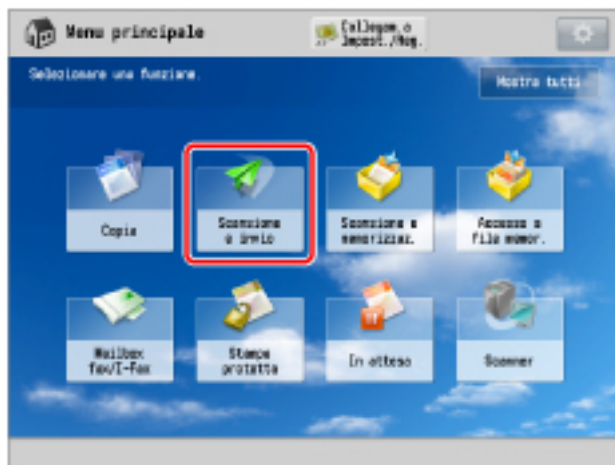 Menu principale
Collegam. a
Impost./Reg.
Selezionare una funzione.
Mostra tutti
Copia
Scansione
e invio
Scansione e
memorizzaz.
Accesso a
file memor.
Mailbox
fax/I-Fax
Stampa
protetta
In attesa
Scanner